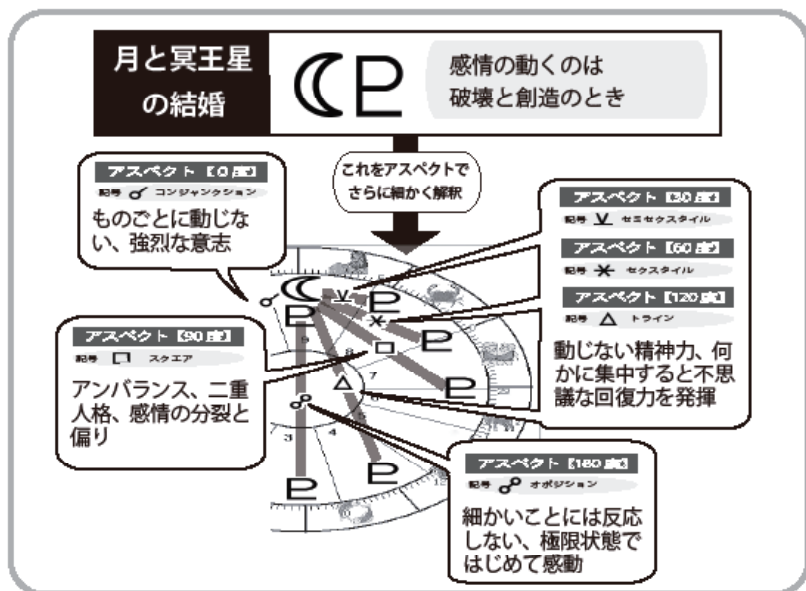 月と冥王星
の結婚
感情の動くのは
破壊と創造のとき
これをアスペクトで
さらに細かく解釈
アスペクト【0度】
記号 ☌ コンジャンクション
ものごとに動じな
い、強烈な意志
アスペクト【30度】
記号 ⚺ セミセクスタイル
アスペクト【60度】
記号 ⚹ セクスタイル
アスペクト【120度】
記号 △ トライン
動じない精神力、何
かに集中すると不思
議な回復力を発揮
アスペクト【90度】
記号 □ スクエア
アンバランス、二重
人格、感情の分裂と
偏り
9
8
7
6
3
4
5
アスペクト【180度】
記号 ☍ オポジション
細かいことには反応
しない、極限状態で
はじめて感動